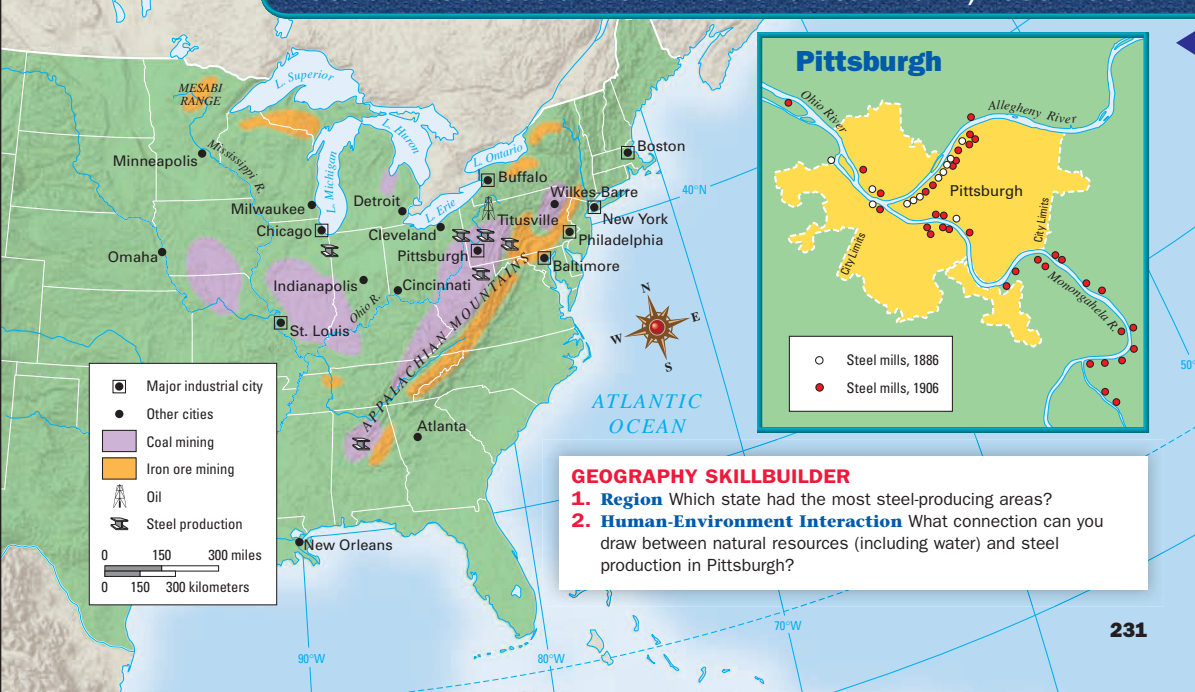 MESABI
RANGE
L. Superior
Minneapolis
Mississippi R.
L. Michigan
L. Huron
L. Ontario
Boston
Buffalo
40°N
Milwaukee
Detroit
L. Erie
Wilkes-Barre
Titusville
New York
Chicago
Cleveland
Philadelphia
Omaha
Pittsburgh
Baltimore
Indianapolis
Cincinnati
Ohio R.
St. Louis
APPALACHIAN MOUNTAINS
N
E
W
S
ATLANTIC
OCEAN
Atlanta
New Orleans
90°W
80°W
70°W
50°
Major industrial city
Other cities
Coal mining
Iron ore mining
Oil
Steel production
0 150 300 miles
0 150 300 kilometers
Pittsburgh
Ohio River
Allegheny River
Pittsburgh
City Limits
City Limits
Monongahela R.
Steel mills, 1886
Steel mills, 1906
GEOGRAPHY SKILLBUILDER
1. Region Which state had the most steel-producing areas?
2. Human-Environment Interaction What connection can you
draw between natural resources (including water) and steel
production in Pittsburgh?
231